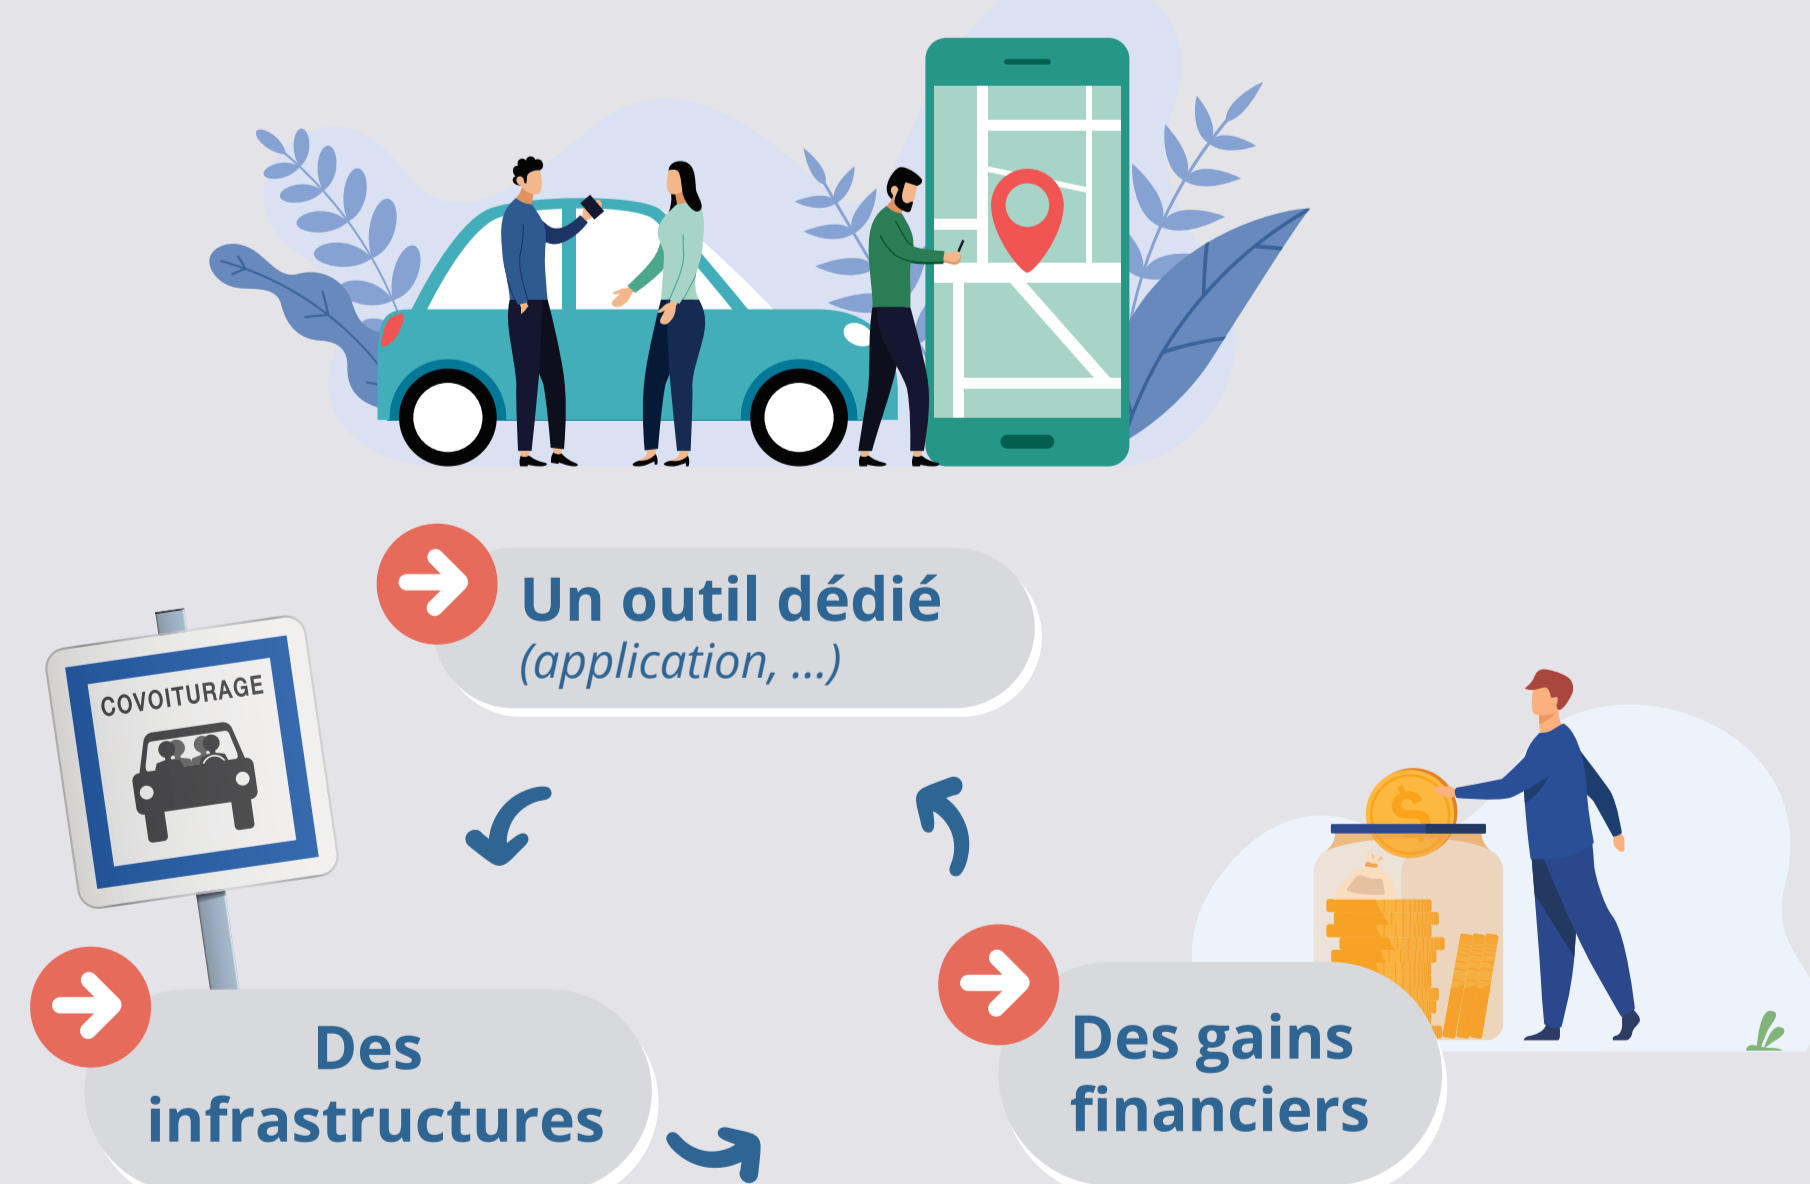 Un outil dédié
(application, ...)
COVOITURAGE
Des
infrastructures
Des gains
financiers